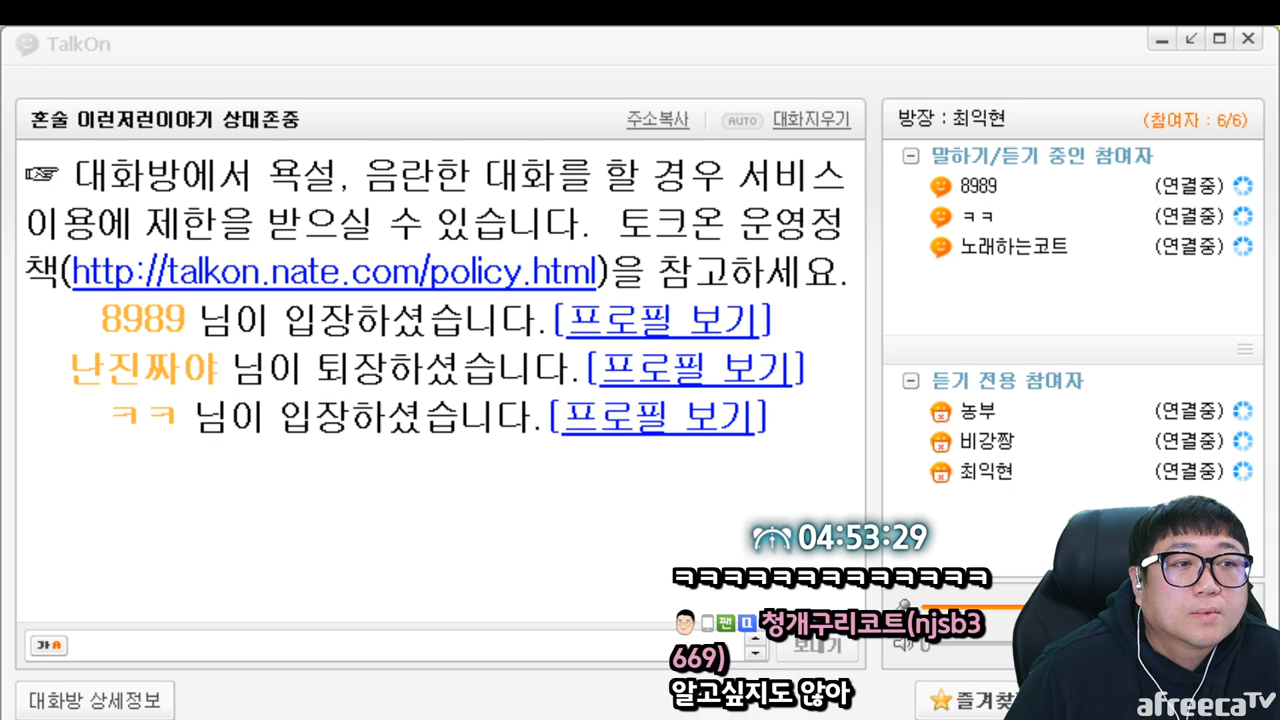 TalkOn
혼술 이런저런이야기 상대존중
주소복사
AUTO
대화지우기
☞ 대화방에서 욕설, 음란한 대화를 할 경우 서비스
이용에 제한을 받으실 수 있습니다. 토크온 운영정
책(http://talkon.nate.com/policy.html)을 참고하세요.
8989 님이 입장하셨습니다.[프로필 보기]
난진짜야 님이 퇴장하셨습니다.[프로필 보기]
ㅋㅋ 님이 입장하셨습니다.[프로필 보기]
가
보내기
대화방 상세정보
방장 : 최익현
(참여자 : 6/6)
말하기/듣기 중인 참여자
8989 (연결중)
ㅋㅋ (연결중)
노래하는코트 (연결중)
듣기 전용 참여자
농부 (연결중)
비강짱 (연결중)
최익현 (연결중)
즐겨찾
04:53:29
ㅋㅋㅋㅋㅋㅋㅋㅋㅋㅋㅋㅋㅋ
팬 청개구리코트(njsb3
669)
알고싶지도 않아
afreecaTV